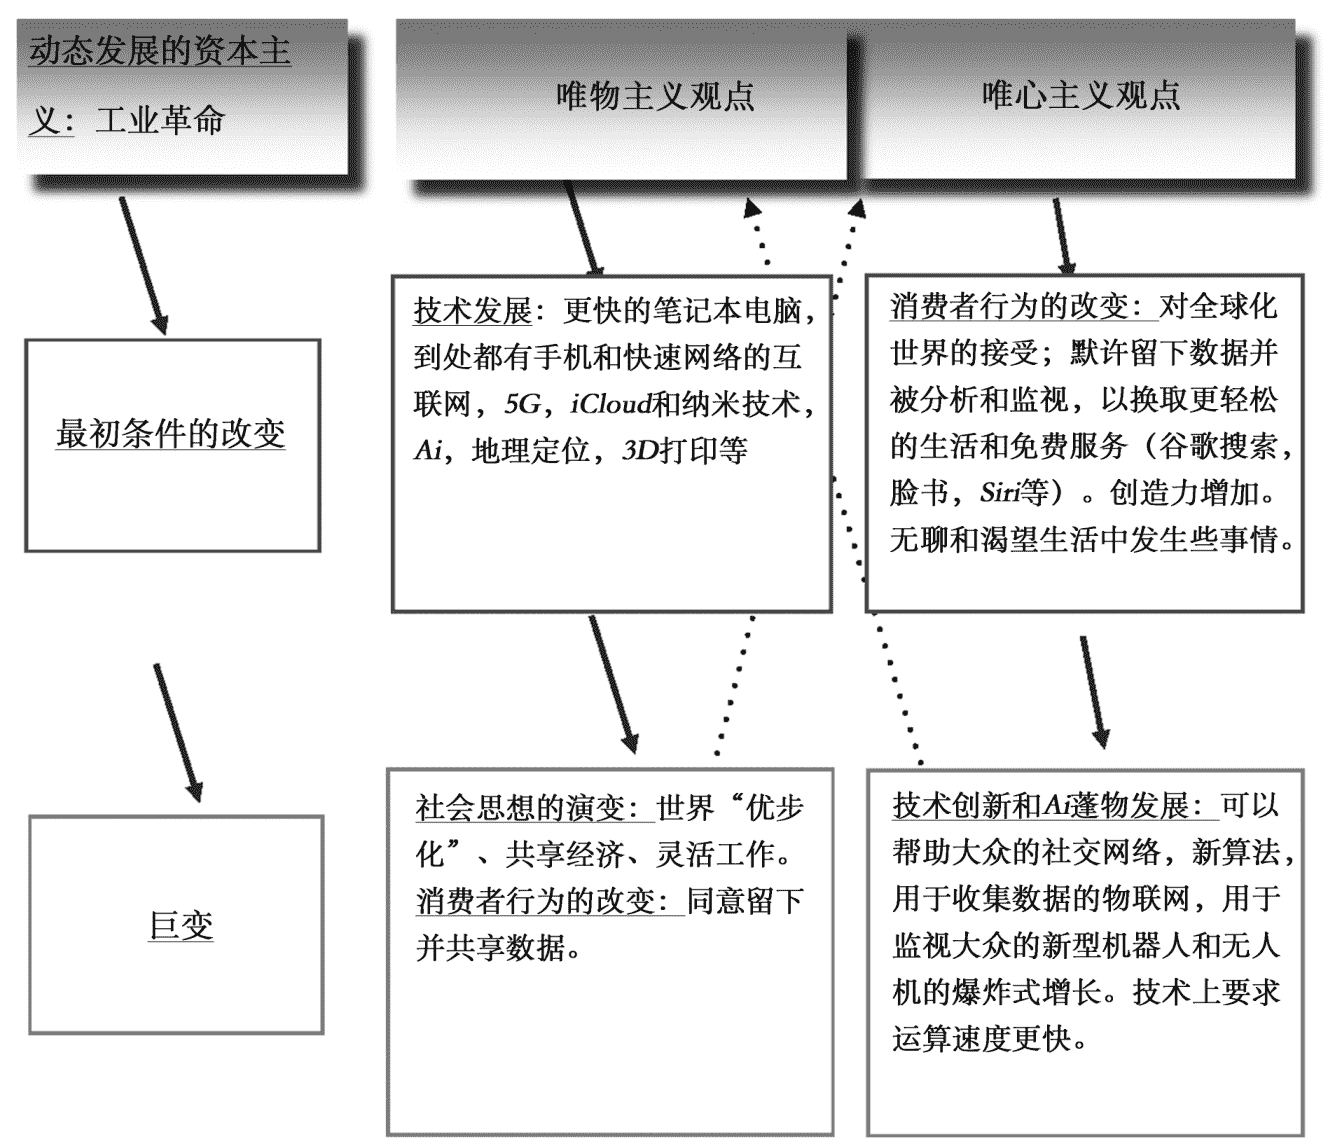 动态发展的资本主
义：工业革命
唯物主义观点
唯心主义观点
最初条件的改变
技术发展：更快的笔记本电脑，
到处都有手机和快速网络的互
联网，5G，iCloud和纳米技术，
Ai，地理定位，3D打印等
消费者行为的改变：对全球化
世界的接受；默许留下数据并
被分析和监视，以换取更轻松
的生活和免费服务（谷歌搜索，
脸书，Siri等）。创造力增加。
无聊和渴望生活中发生些事情。
巨变
社会思想的演变：世界“优步
化”、共享经济、灵活工作。
消费者行为的改变：同意留下
并共享数据。
技术创新和Ai蓬物发展：可以
帮助大众的社交网络，新算法，
用于收集数据的物联网，用于
监视大众的新型机器人和无人
机的爆炸式增长。技术上要求
运算速度更快。